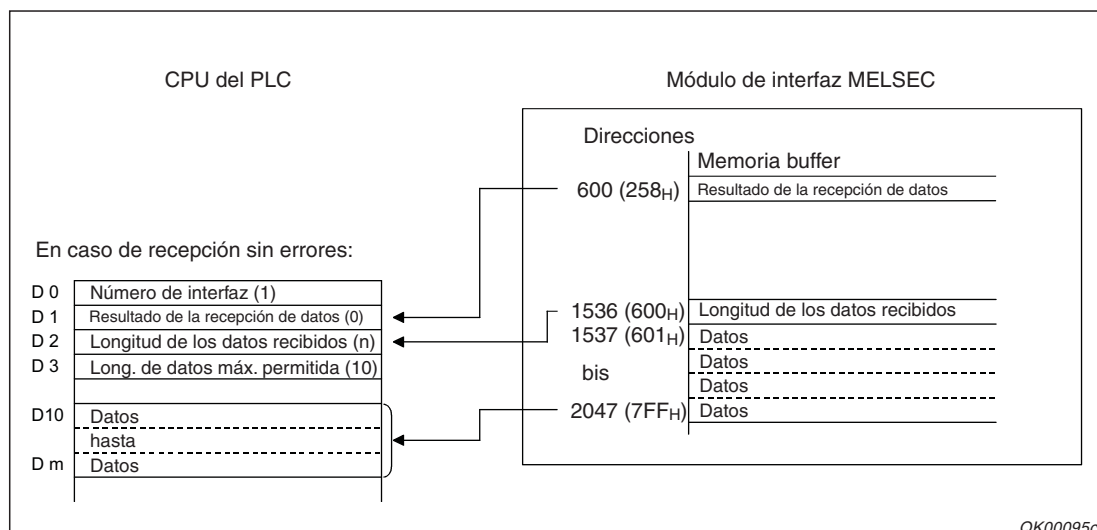 CPU del PLC
Módulo de interfaz MELSEC
Direcciones
Memoria buffer
600 (258H) Resultado de la recepción de datos
En caso de recepción sin errores:
D 0 Número de interfaz (1)
D 1 Resultado de la recepción de datos (0)
D 2 Longitud de los datos recibidos (n)
D 3 Long. de datos máx. permitida (10)
D10 Datos
hasta
D m Datos
1536 (600H) Longitud de los datos recibidos
1537 (601H) Datos
Datos
bis
Datos
2047 (7FFH) Datos